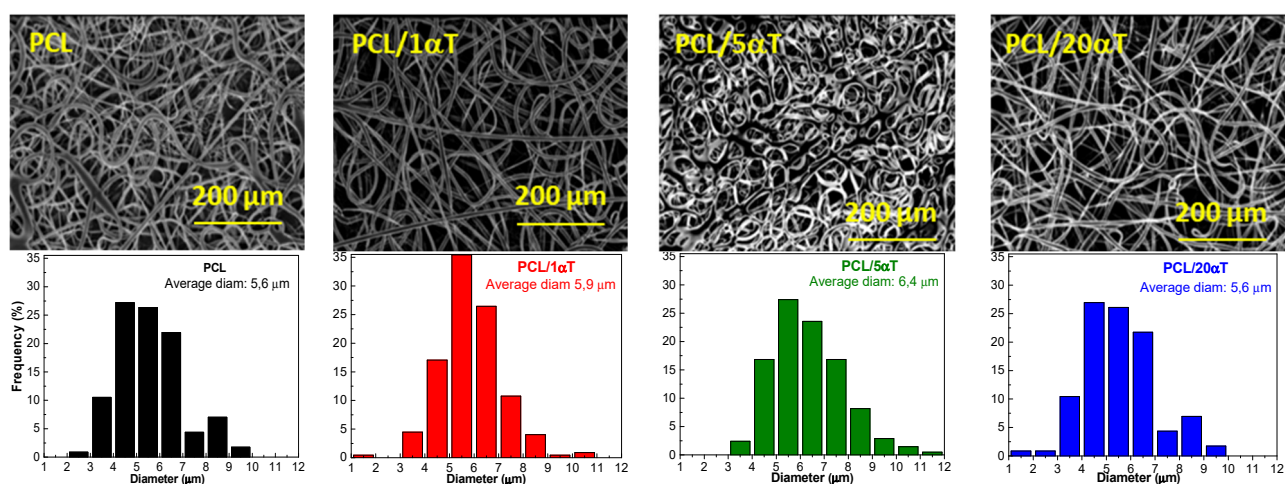 PCL
PCL/1αT
PCL/5αT
PCL/20αT
200 μm
200 μm
200 μm
200 μm
Frequency (%)
35
30
25
20
15
10
5
0
PCL
Average diam: 5,6 μm
1 2 3 4 5 6 7 8 9 10 11 12
Diameter (μm)
35
30
25
20
15
10
5
0
PCL/1αT
Average diam 5,9 μm
1 2 3 4 5 6 7 8 9 10 11 12
Diameter (μm)
35
30
25
20
15
10
5
0
PCL/5αT
Average diam: 6,4 μm
1 2 3 4 5 6 7 8 9 10 11 12
Diameter (μm)
35
30
25
20
15
10
5
0
PCL/20αT
Average diam: 5,6 μm
1 2 3 4 5 6 7 8 9 10 11 12
Diameter (μm)